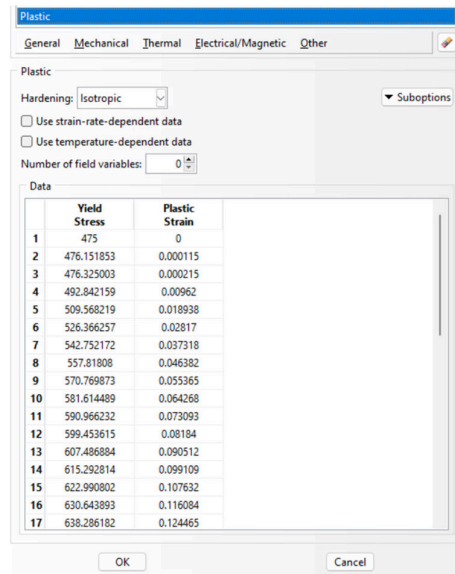 Plastic
General Mechanical Thermal Electrical/Magnetic Other
Plastic
Hardening: Isotropic
Suboptions
Use strain-rate-dependent data
Use temperature-dependent data
Number of field variables: 0
Data
Yield Stress Plastic Strain
1 475 0
2 476.151853 0.000115
3 476.325003 0.000215
4 492.842159 0.00962
5 509.568219 0.018938
6 526.366257 0.02817
7 542.752172 0.037318
8 557.81808 0.046382
9 570.769873 0.055365
10 581.614489 0.064268
11 590.966232 0.073093
12 599.453615 0.08184
13 607.486884 0.090512
14 615.292814 0.099109
15 622.990802 0.107632
16 630.643893 0.116084
17 638.286182 0.124465
OK Cancel